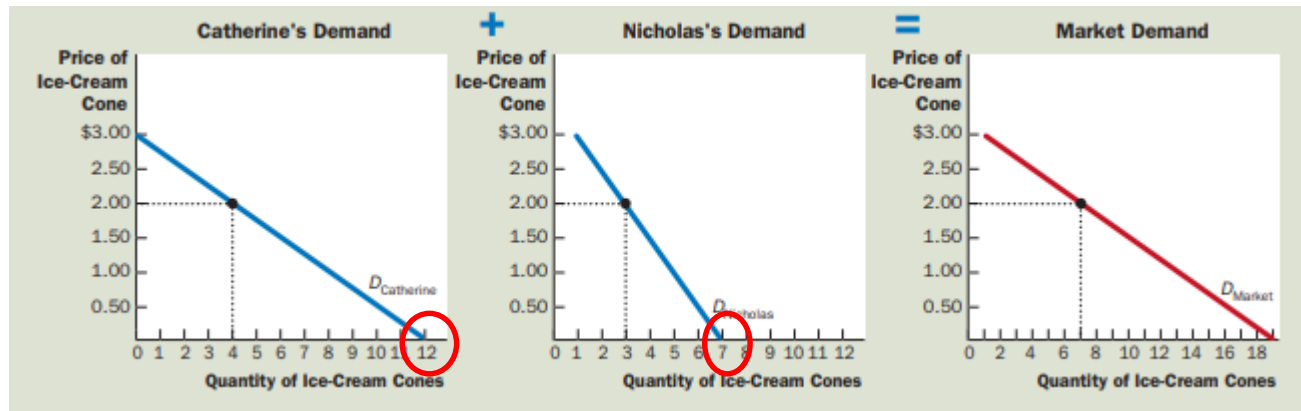 Catherine's Demand
+
Nicholas's Demand
=
Market Demand
Price of
Ice-Cream
Cone
$3.00
2.50
2.00
1.50
1.00
0.50
D Catherine
0 1 2 3 4 5 6 7 8 9 10 11 12
Quantity of Ice-Cream Cones
Price of
Ice-Cream
Cone
$3.00
2.50
2.00
1.50
1.00
0.50
D Nicholas
0 1 2 3 4 5 6 7 8 9 10 11 12
Quantity of Ice-Cream Cones
Price of
Ice-Cream
Cone
$3.00
2.50
2.00
1.50
1.00
0.50
D Market
0 2 4 6 8 10 12 14 16 18
Quantity of Ice-Cream Cones